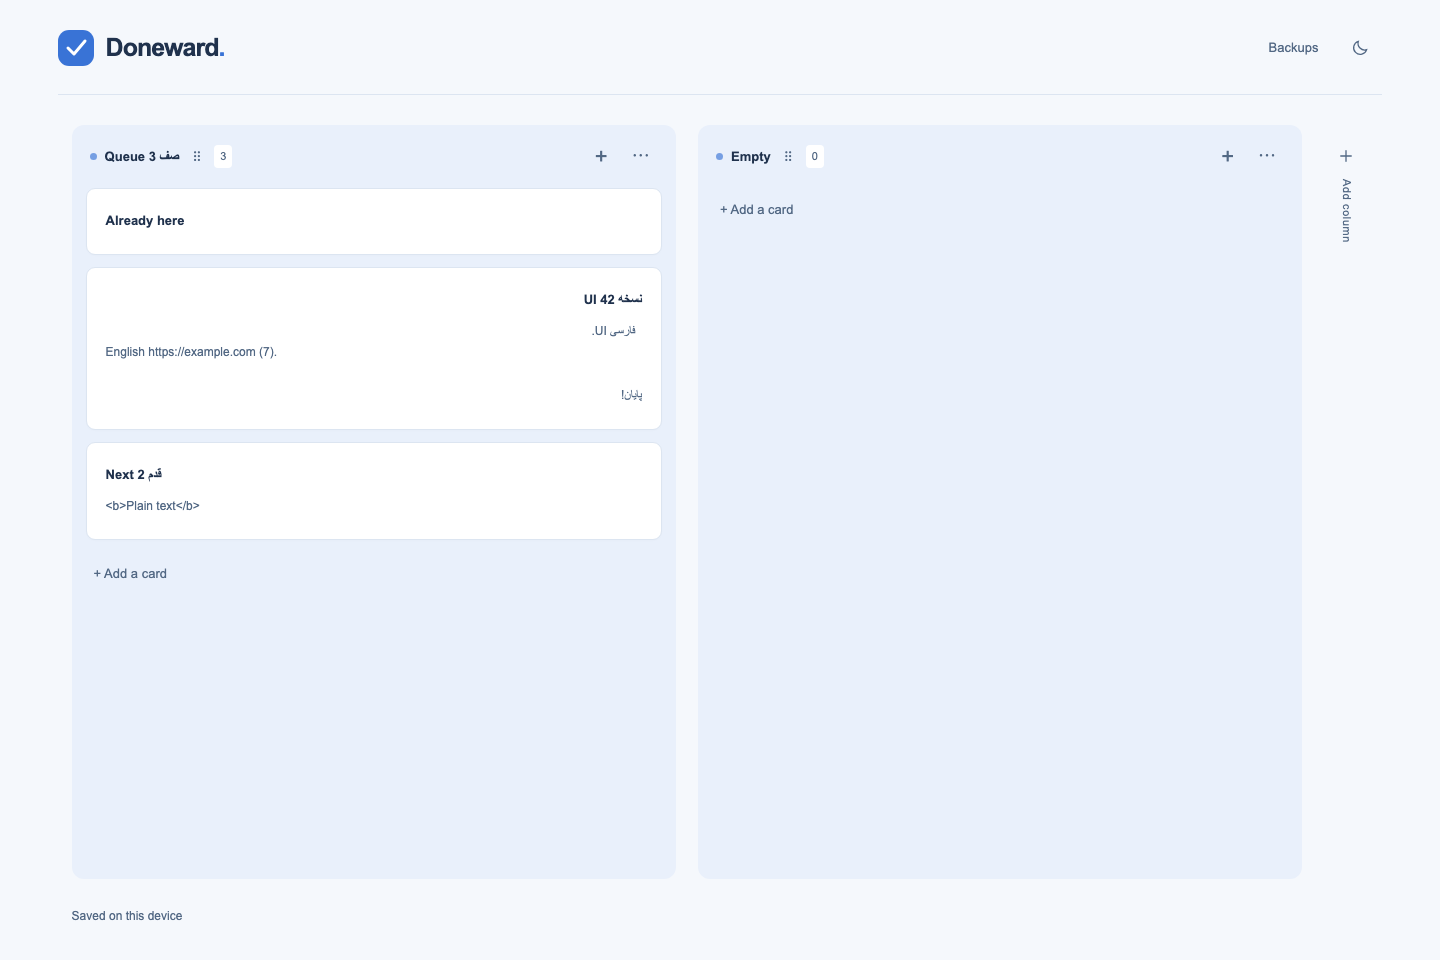 Doneward.
Backups
Queue 3 صف
3
Already here
نسخه 42 UI
فارسی UI.
English https://example.com (7).
پایان!
Next 2 قدم
<b>Plain text</b>
+ Add a card
Empty
0
+ Add a card
Add column
Saved on this device